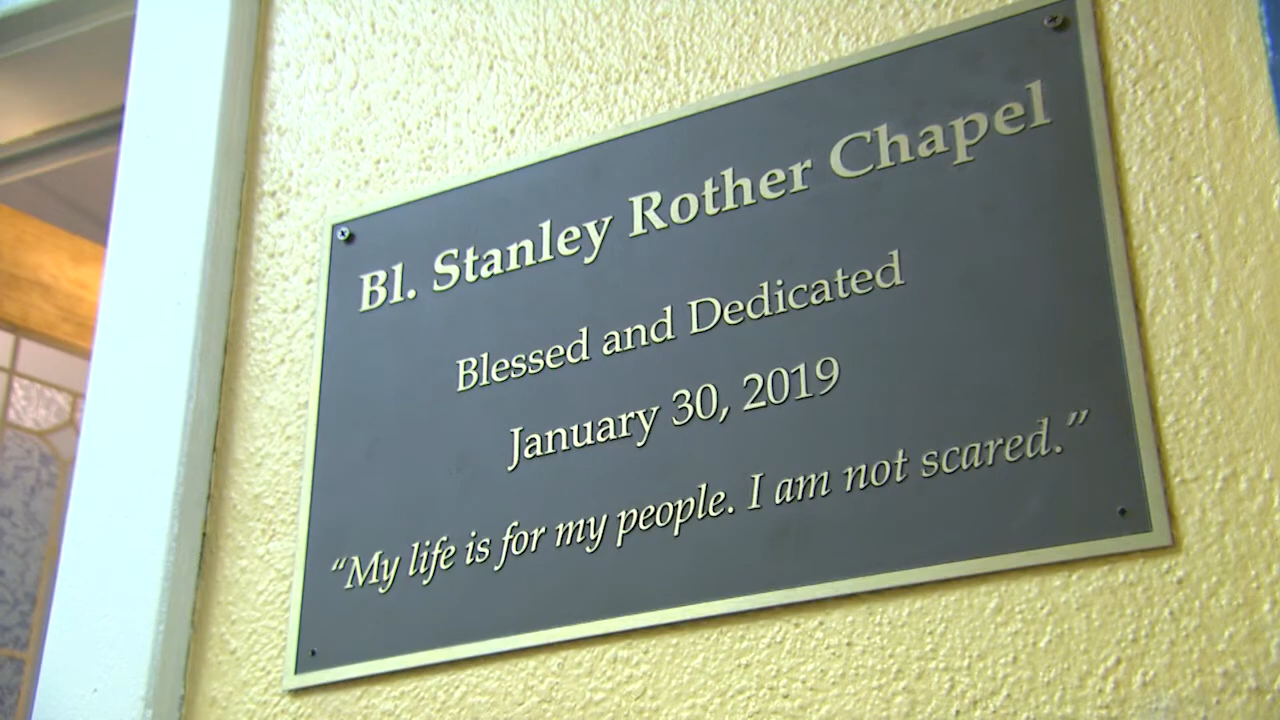 Bl. Stanley Rother Chapel
Blessed and Dedicated
January 30, 2019
“My life is for my people. I am not scared.”